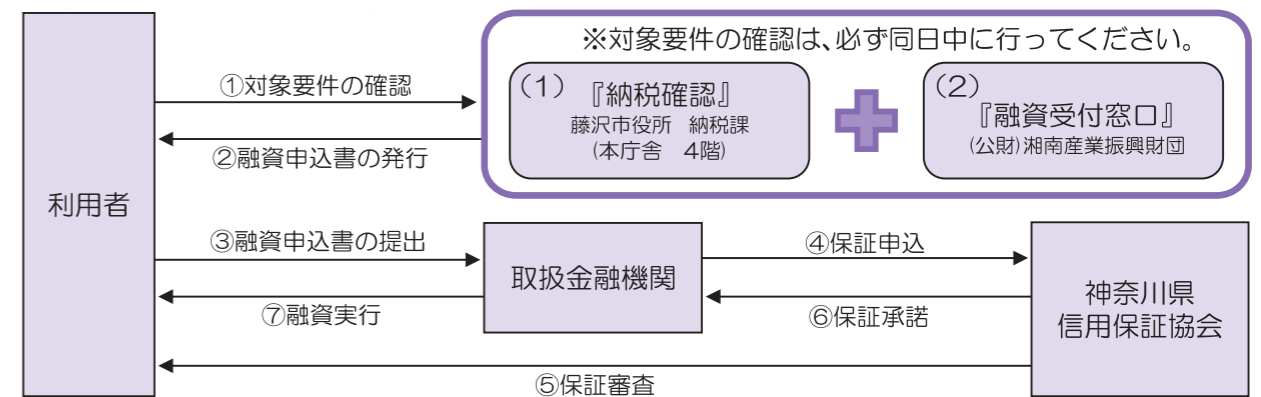 ※対象要件の確認は、必ず同日中に行ってください。
①対象要件の確認
(1)『納税確認』
藤沢市役所 納税課
(本庁舎 4階)
(2)
『融資受付窓口』
(公財)湘南産業振興財団
②融資申込書の発行
利用者
③融資申込書の提出
取扱金融機関
④保証申込
神奈川県
信用保証協会
⑦融資実行
⑥保証承諾
⑤保証審査